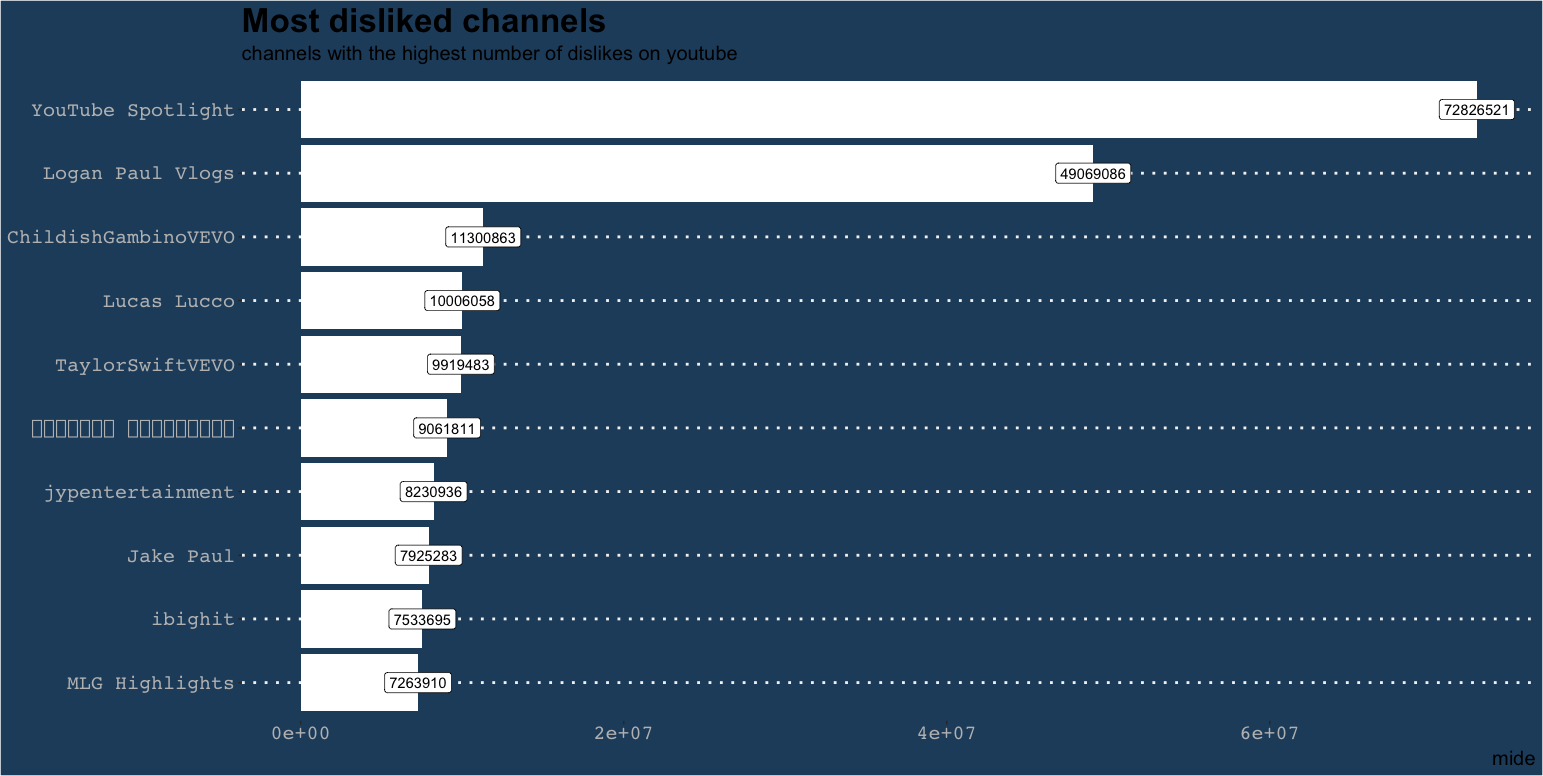 Most disliked channels
channels with the highest number of dislikes on youtube
YouTube Spotlight 72826521
Logan Paul Vlogs 49069086
ChildishGambinoVEVO 11300863
Lucas Lucco 10006058
TaylorSwiftVEVO 9919483
9061811
jypentertainment 8230936
Jake Paul 7925283
ibighit 7533695
MLG Highlights 7263910
0e+00 2e+07 4e+07 6e+07
mide